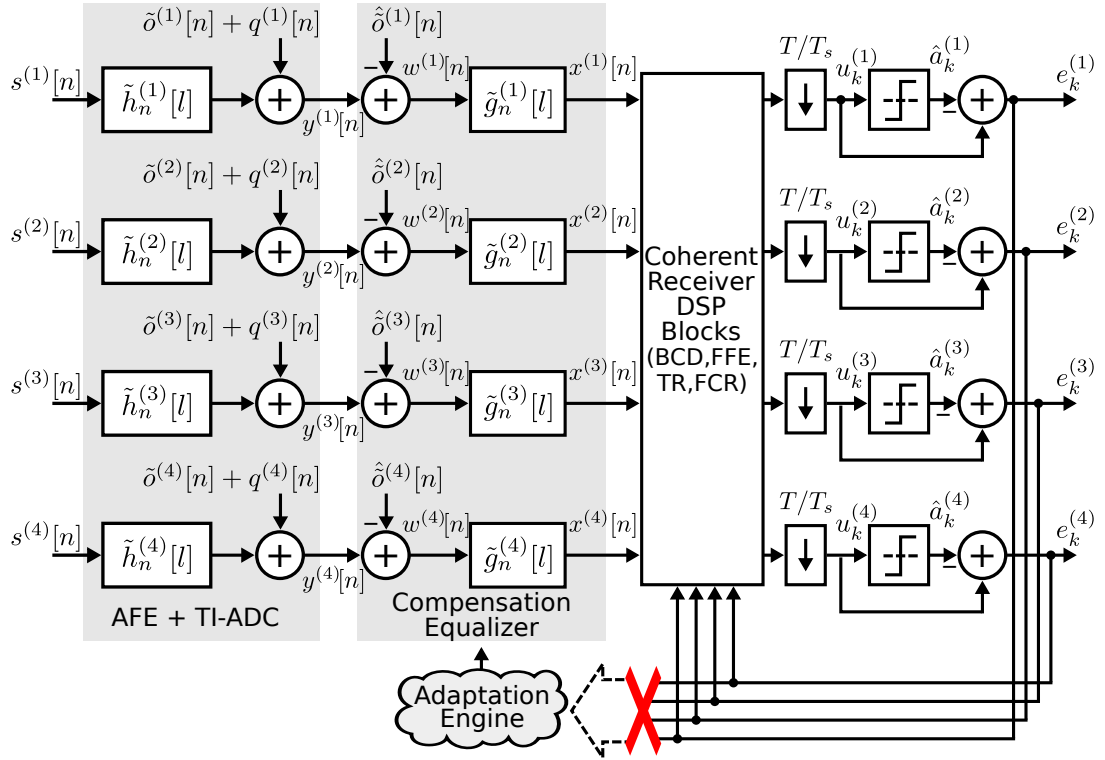 õ^(1)[n] + q^(1)[n]
ỗ^(1)[n]
T/T_s
s^(1)[n]
h̃_n^(1)[l]
+
y^(1)[n]
−
+
w^(1)[n]
g̃_n^(1)[l]
x^(1)[n]
u_k^(1)
â_k^(1)
−
+
e_k^(1)
õ^(2)[n] + q^(2)[n]
ỗ^(2)[n]
T/T_s
s^(2)[n]
h̃_n^(2)[l]
+
y^(2)[n]
−
+
w^(2)[n]
g̃_n^(2)[l]
x^(2)[n]
u_k^(2)
â_k^(2)
−
+
e_k^(2)
Coherent
Receiver
DSP
Blocks
(BCD,FFE,
TR,FCR)
õ^(3)[n] + q^(3)[n]
ỗ^(3)[n]
T/T_s
s^(3)[n]
h̃_n^(3)[l]
+
y^(3)[n]
−
+
w^(3)[n]
g̃_n^(3)[l]
x^(3)[n]
u_k^(3)
â_k^(3)
−
+
e_k^(3)
õ^(4)[n] + q^(4)[n]
ỗ^(4)[n]
T/T_s
s^(4)[n]
h̃_n^(4)[l]
+
y^(4)[n]
−
+
w^(4)[n]
g̃_n^(4)[l]
x^(4)[n]
u_k^(4)
â_k^(4)
−
+
e_k^(4)
AFE + TI-ADC
Compensation
Equalizer
Adaptation
Engine